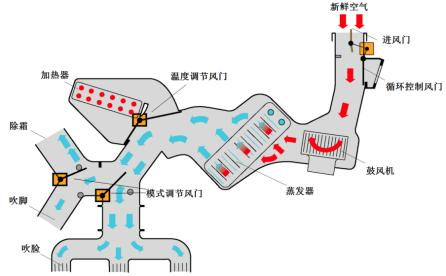 新鲜空气
进风门
加热器
温度调节风门
循环控制风门
除霜
鼓风机
模式调节风门
蒸发器
吹脚
吹脸